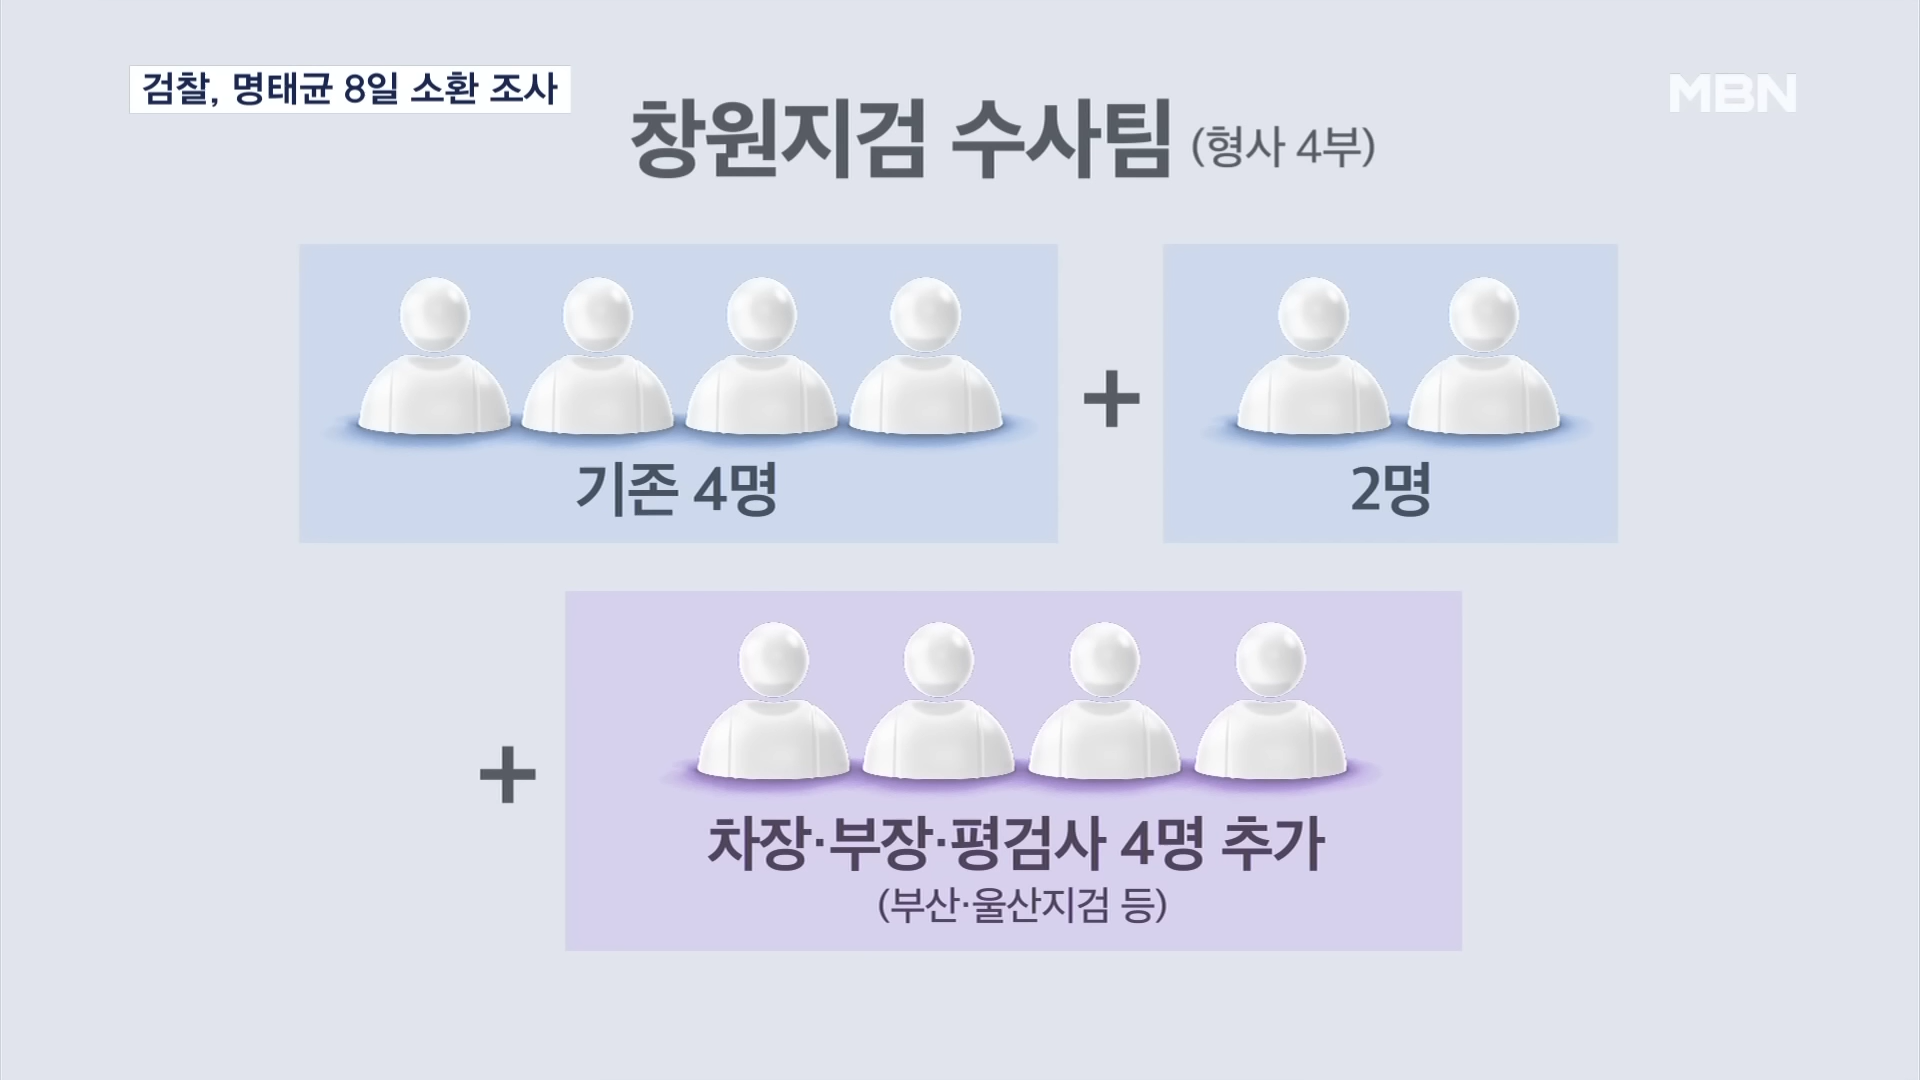 검찰, 명태균 8일 소환 조사
MBN
창원지검 수사팀 (형사 4부)
기존 4명
+
2명
+
차장·부장·평검사 4명 추가
(부산·울산지검 등)